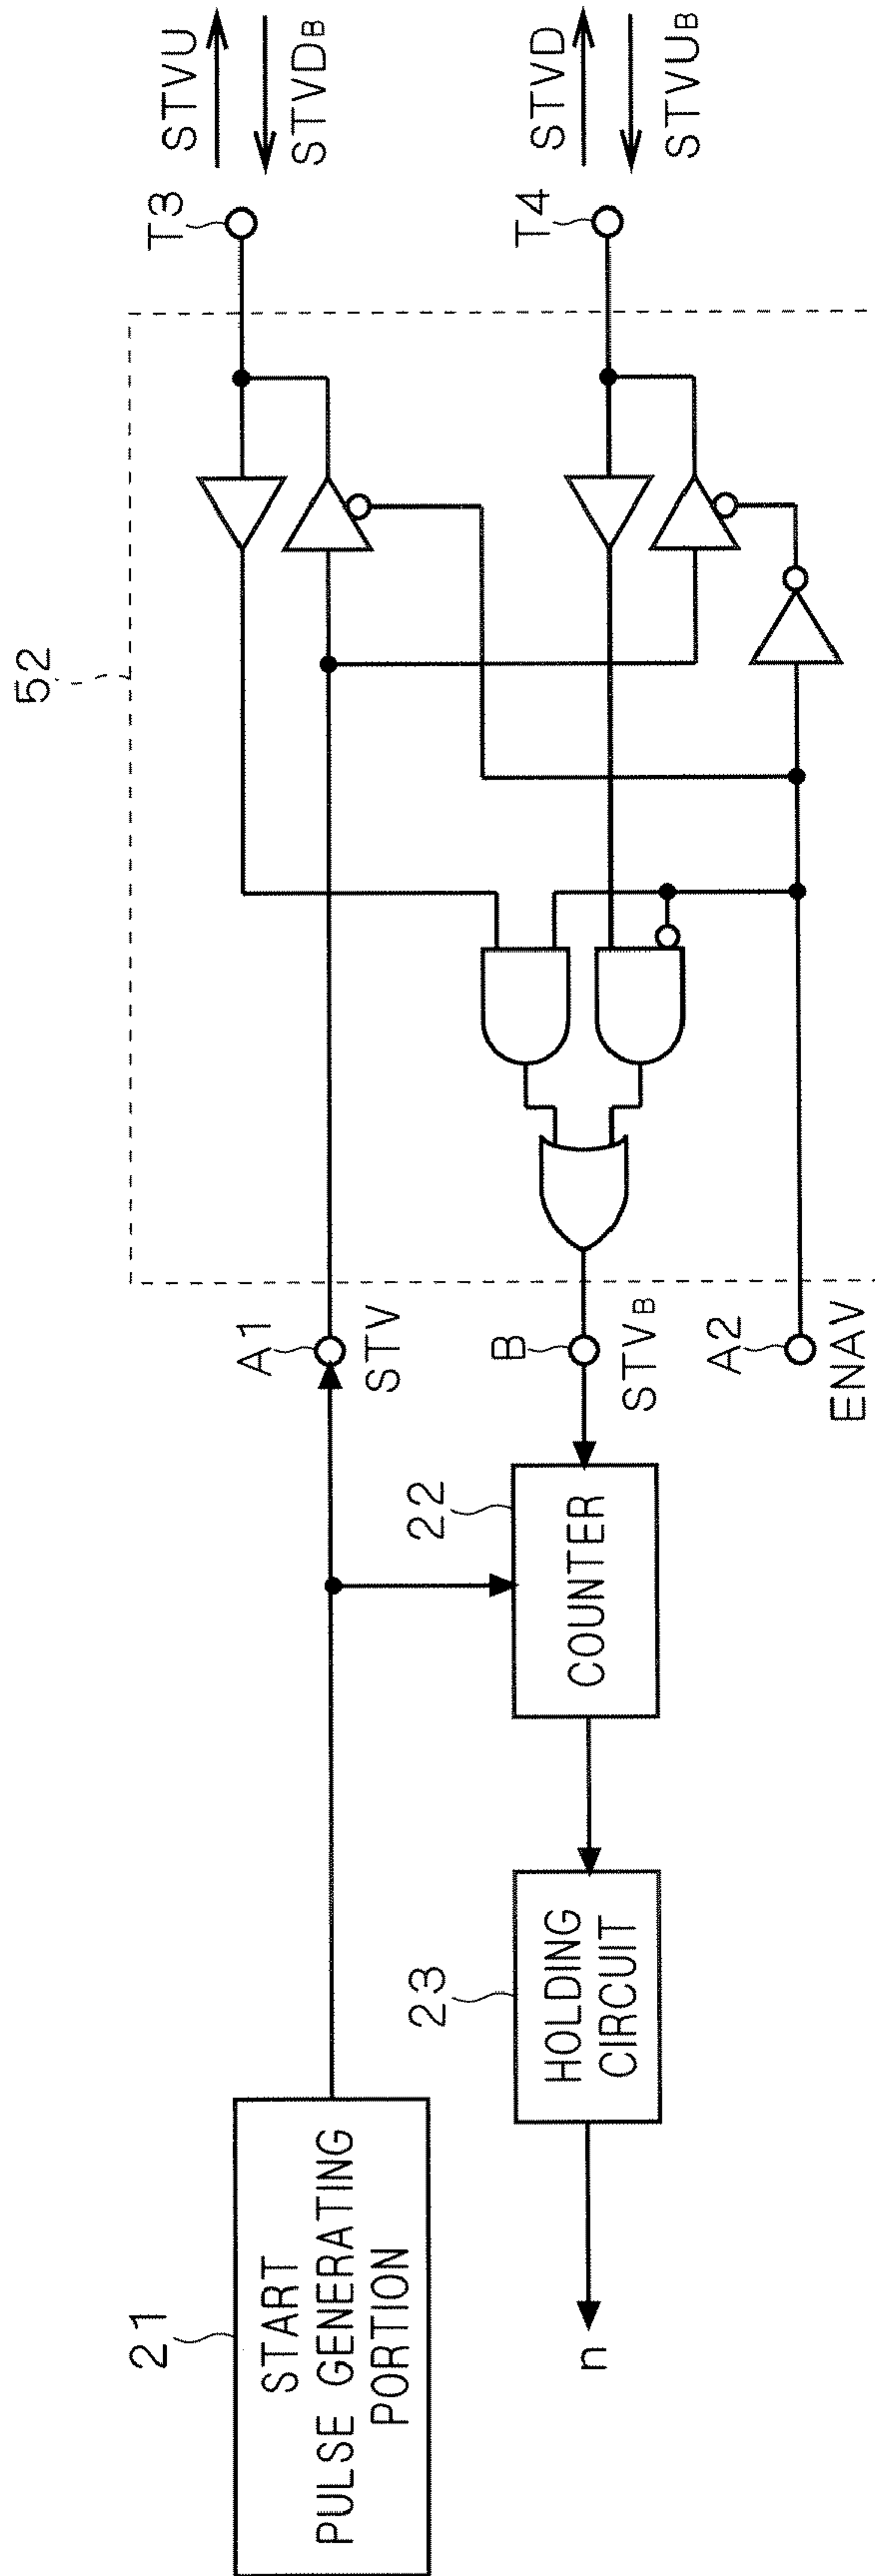 21
START
PULSE GENERATING
PORTION
A1
STV
52
T3
STVU
STVDB
23
HOLDING
CIRCUIT
n
22
COUNTER
B
STVB
T4
STVD
STVUB
A2
ENAV